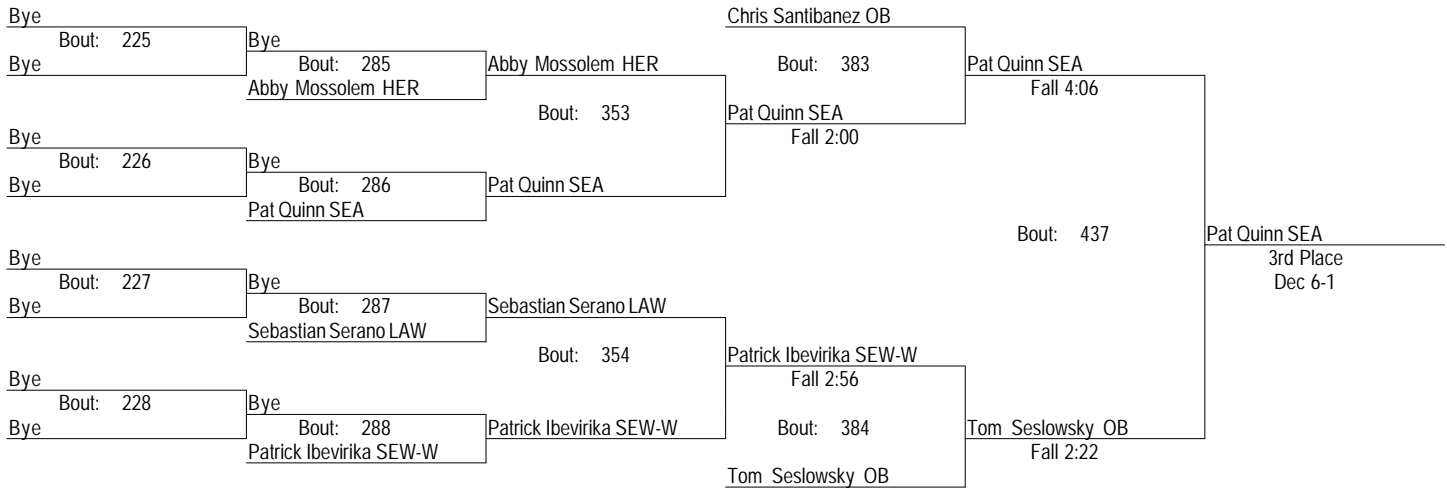 Bye
Chris Santibanez OB
Bout: 225
Bye
Bye
Bout: 285
Abby Mossolem HER
Bout: 383
Pat Quinn SEA
Abby Mossolem HER
Fall 4:06
Bout: 353
Pat Quinn SEA
Bye
Fall 2:00
Bout: 226
Bye
Bye
Bout: 286
Pat Quinn SEA
Pat Quinn SEA
Bout: 437
Pat Quinn SEA
Bye
3rd Place
Bout: 227
Bye
Dec 6-1
Bye
Bout: 287
Sebastian Serano LAW
Sebastian Serano LAW
Bout: 354
Patrick Ibevirika SEW-W
Bye
Fall 2:56
Bout: 228
Bye
Bye
Bout: 288
Patrick Ibevirika SEW-W
Bout: 384
Tom Seslowsky OB
Patrick Ibevirika SEW-W
Fall 2:22
Tom Seslowsky OB